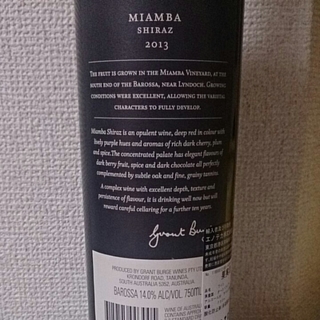 MIAMBA
SHIRAZ
2013
THE FRUIT IS GROWN IN THE MIAMBA VINEYARD, AT THE
SOUTH END OF THE BAROSSA, NEAR LYNDOCH. GROWING
CONDITIONS WERE EXCELLENT, ALLOWING THE VARIETAL
CHARACTERS TO FULLY DEVELOP.
Miamba Shiraz is an opulent wine, deep red in colour with
lively purple hues and aromas of rich dark cherry, plum
and spice. The concentrated palate has elegant flavours of
dark berry fruit, spice and dark chocolate all perfectly
complemented by subtle oak and fine, grainy tannins.
A complex wine with excellent depth, texture and
persistence of flavour, it is drinking well now but will
reward careful cellaring for a further ten years.
Grant Bu
PRODUCED BY GRANT BURGE WINES PTY LTD
KRONDORF ROAD, TANUNDA,
SOUTH AUSTRALIA 5352, AUSTRALIA
BAROSSA 14.0% ALC/VOL 750ML
WINE OF AUSTRALIA